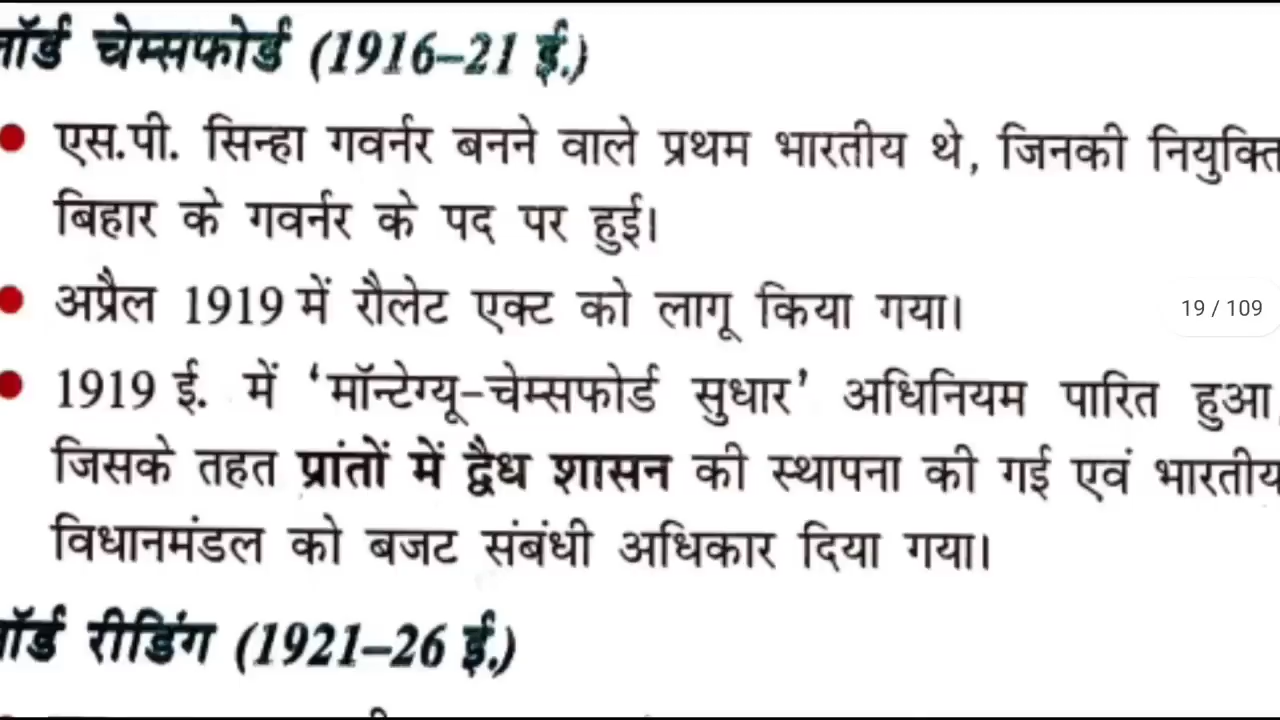 लॉर्ड चेम्सफोर्ड (1916–21 ई.)
• एस.पी. सिन्हा गवर्नर बनने वाले प्रथम भारतीय थे, जिनकी नियुक्ति
बिहार के गवर्नर के पद पर हुई।
• अप्रैल 1919 में रौलेट एक्ट को लागू किया गया।
19 / 109
• 1919 ई. में ‘मॉन्टेग्यू-चेम्सफोर्ड सुधार’ अधिनियम पारित हुआ,
जिसके तहत प्रांतों में द्वैध शासन की स्थापना की गई एवं भारतीय
विधानमंडल को बजट संबंधी अधिकार दिया गया।
लॉर्ड रीडिंग (1921–26 ई.)